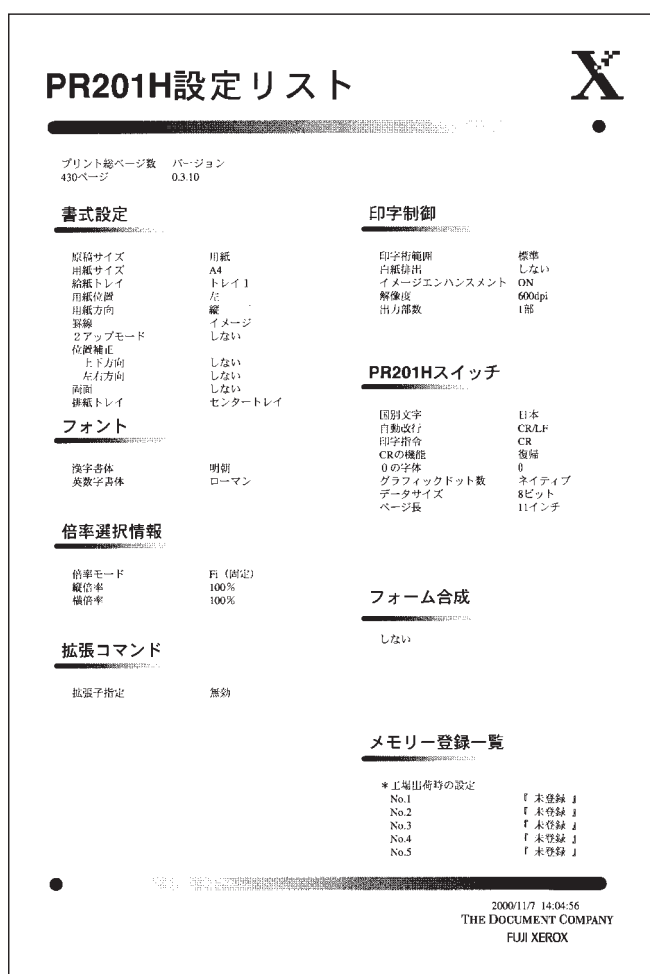 PR201H設定リスト
プリント総ページ数 バージョン
430ページ 0.3.10
書式設定
原稿サイズ 用紙
用紙サイズ A4
給紙トレイ トレイ1
用紙位置 左
用紙方向 縦
罫線 イメージ
2アップモード しない
位置補正
上下方向 しない
左右方向 しない
両面 しない
排紙トレイ センタートレイ
フォント
漢字書体 明朝
英数字書体 ローマン
倍率選択情報
倍率モード Fi(固定)
縦倍率 100%
横倍率 100%
拡張コマンド
拡張子指定 無効
印字制御
印字桁範囲 標準
白紙排出 しない
イメージエンハンスメント ON
解像度 600dpi
出力部数 1部
PR201Hスイッチ
国別文字 日本
自動改行 CR/LF
印字指令 CR
CRの機能 復帰
0の字体 0
グラフィックドット数 ネイティブ
データサイズ 8ビット
ページ長 11インチ
フォーム合成
しない
メモリー登録一覧
*工場出荷時の設定
No.1 『 未登録 』
No.2 『 未登録 』
No.3 『 未登録 』
No.4 『 未登録 』
No.5 『 未登録 』
2000/11/7 14:04:56
THE DOCUMENT COMPANY
FUJI XEROX